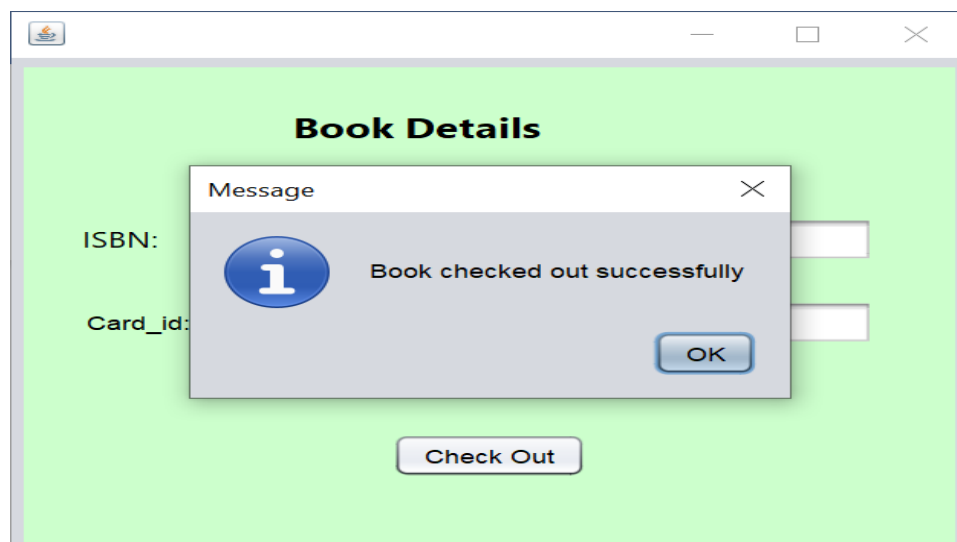 Book Details
Message
ISBN:
Book checked out successfully
Card_id:
OK
Check Out